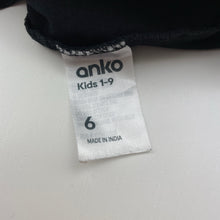 anko
Kids 1-9
6
MADE IN INDIA